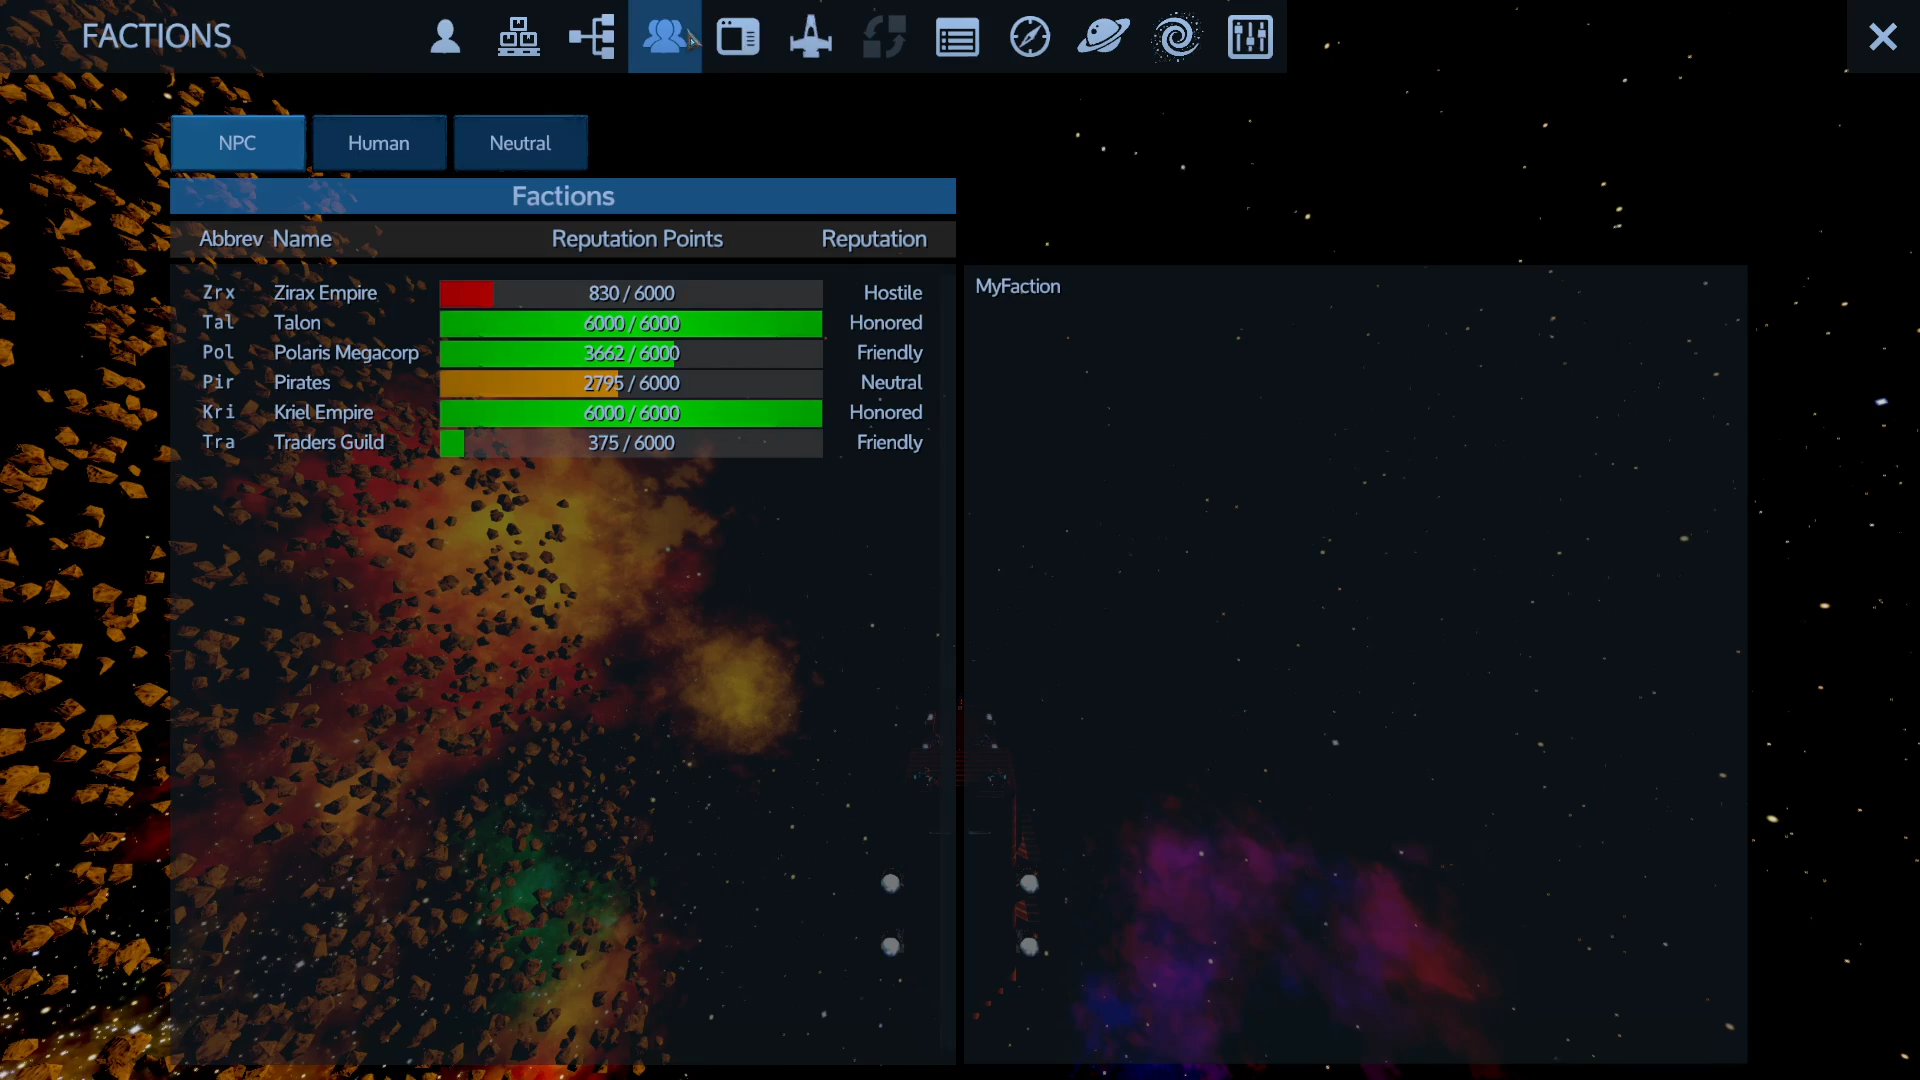 FACTIONS
NPC Human Neutral
Factions
Abbrev Name Reputation Points Reputation
Zrx Zirax Empire 830 / 6000 Hostile
Tal Talon 6000 / 6000 Honored
Pol Polaris Megacorp 3662 / 6000 Friendly
Pir Pirates 2795 / 6000 Neutral
Kri Kriel Empire 6000 / 6000 Honored
Tra Traders Guild 375 / 6000 Friendly
MyFaction